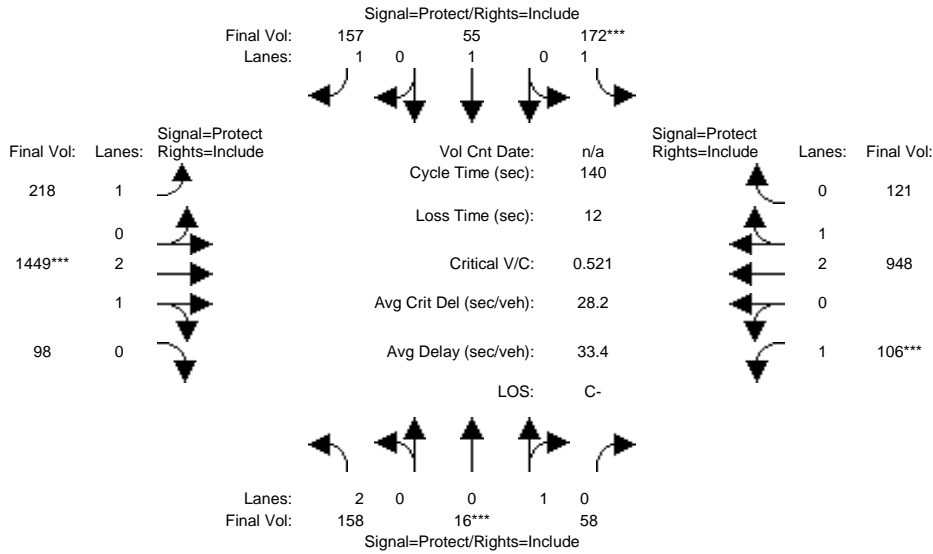 Signal=Protect/Rights=Include
Final Vol: 157 55 172***
Lanes: 1 0 1 0 1
Signal=Protect
Final Vol: Lanes: Rights=Include
Vol Cnt Date: n/a
Signal=Protect
Rights=Include Lanes: Final Vol:
Cycle Time (sec): 140
218 1
0 121
Loss Time (sec): 12
0
1
1449*** 2
Critical V/C: 0.521
2 948
1
Avg Crit Del (sec/veh): 28.2
0
98 0
Avg Delay (sec/veh): 33.4
1 106***
LOS: C-
Lanes: 2 0 0 1 0
Final Vol: 158 16*** 58
Signal=Protect/Rights=Include